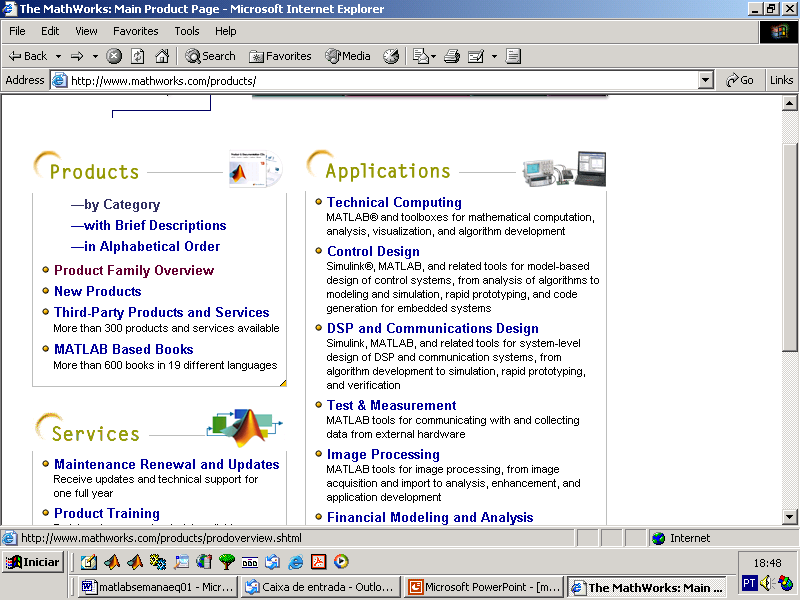 The MathWorks: Main Product Page - Microsoft Internet Explorer
File Edit View Favorites Tools Help
Back Search Favorites Media
Address http://www.mathworks.com/products/ Go Links
Products
—by Category
—with Brief Descriptions
—in Alphabetical Order
Product Family Overview
New Products
Third-Party Products and Services
More than 300 products and services available
MATLAB Based Books
More than 600 books in 19 different languages
Services
Maintenance Renewal and Updates
Receive updates and technical support for
one full year
Product Training
Applications
Technical Computing
MATLAB® and toolboxes for mathematical computation,
analysis, visualization, and algorithm development
Control Design
Simulink®, MATLAB, and related tools for model-based
design of control systems, from analysis of algorithms to
modeling and simulation, rapid prototyping, and code
generation for embedded systems
DSP and Communications Design
Simulink, MATLAB, and related tools for system-level
design of DSP and communication systems, from
algorithm development to simulation, rapid prototyping,
and verification
Test & Measurement
MATLAB tools for communicating with and collecting
data from external hardware
Image Processing
MATLAB tools for image processing, from image
acquisition and import to analysis, enhancement, and
application development
Financial Modeling and Analysis
http://www.mathworks.com/products/prodoverview.shtml Internet
Iniciar 18:48
matlabsemanaeq01 - Micr... Caixa de entrada - Outlo... Microsoft PowerPoint - [m... The MathWorks: Main ... PT